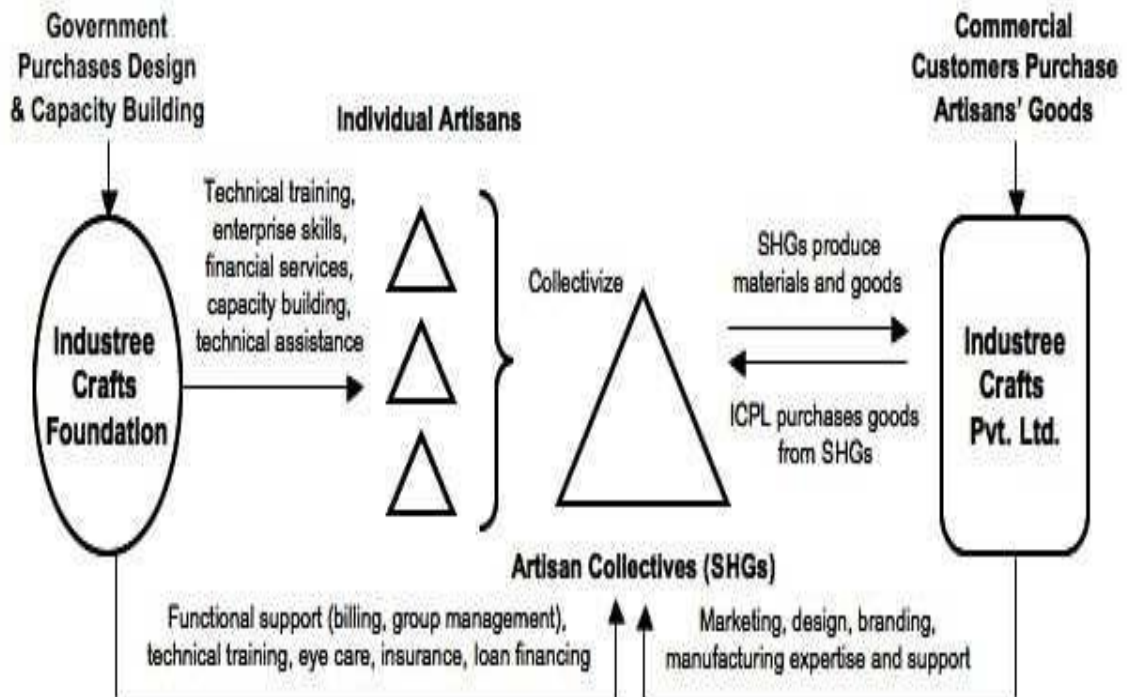 Government
Purchases Design
& Capacity Building
Individual Artisans
Commercial
Customers Purchase
Artisans' Goods
Technical training,
enterprise skills,
financial services,
capacity building,
technical assistance
Industree
Crafts
Foundation
Collectivize
SHGs produce
materials and goods
ICPL purchases goods
from SHGs
Industree
Crafts
Pvt. Ltd.
Artisan Collectives (SHGs)
Functional support (billing, group management),
technical training, eye care, insurance, loan financing
Marketing, design, branding,
manufacturing expertise and support